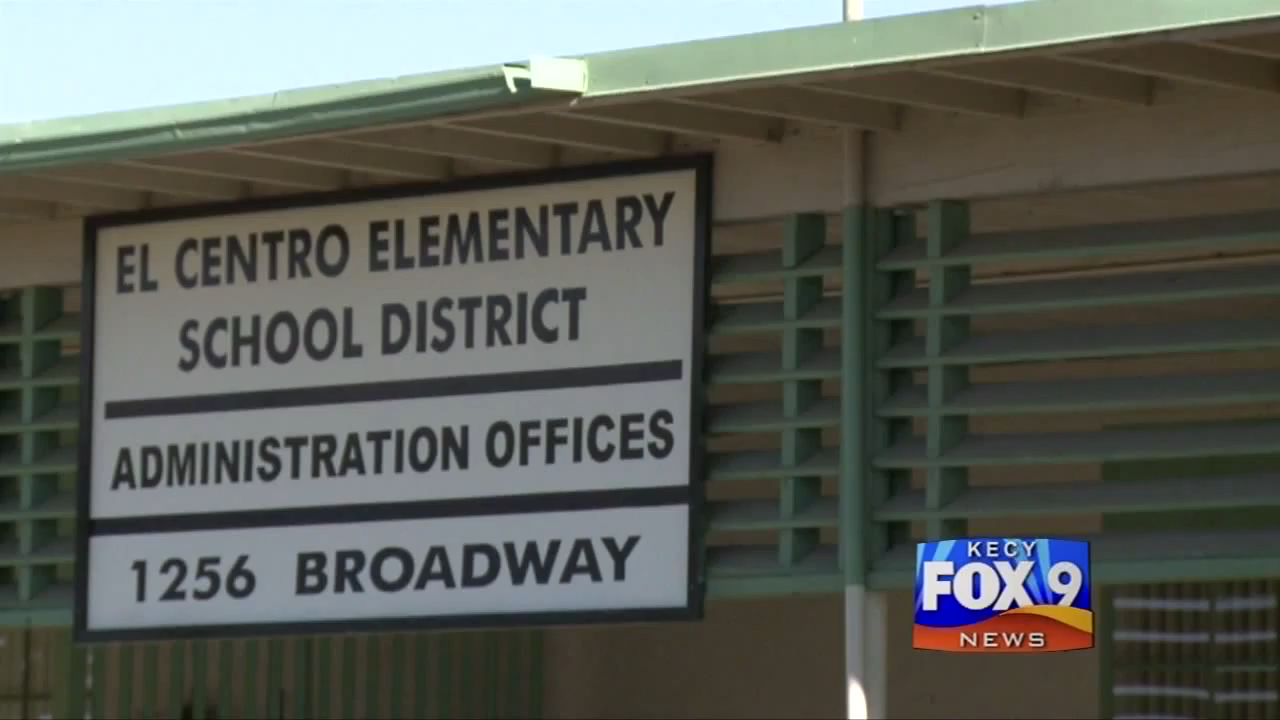 EL CENTRO ELEMENTARY
SCHOOL DISTRICT
ADMINISTRATION OFFICES
1256 BROADWAY
KECY
FOX 9
NEWS